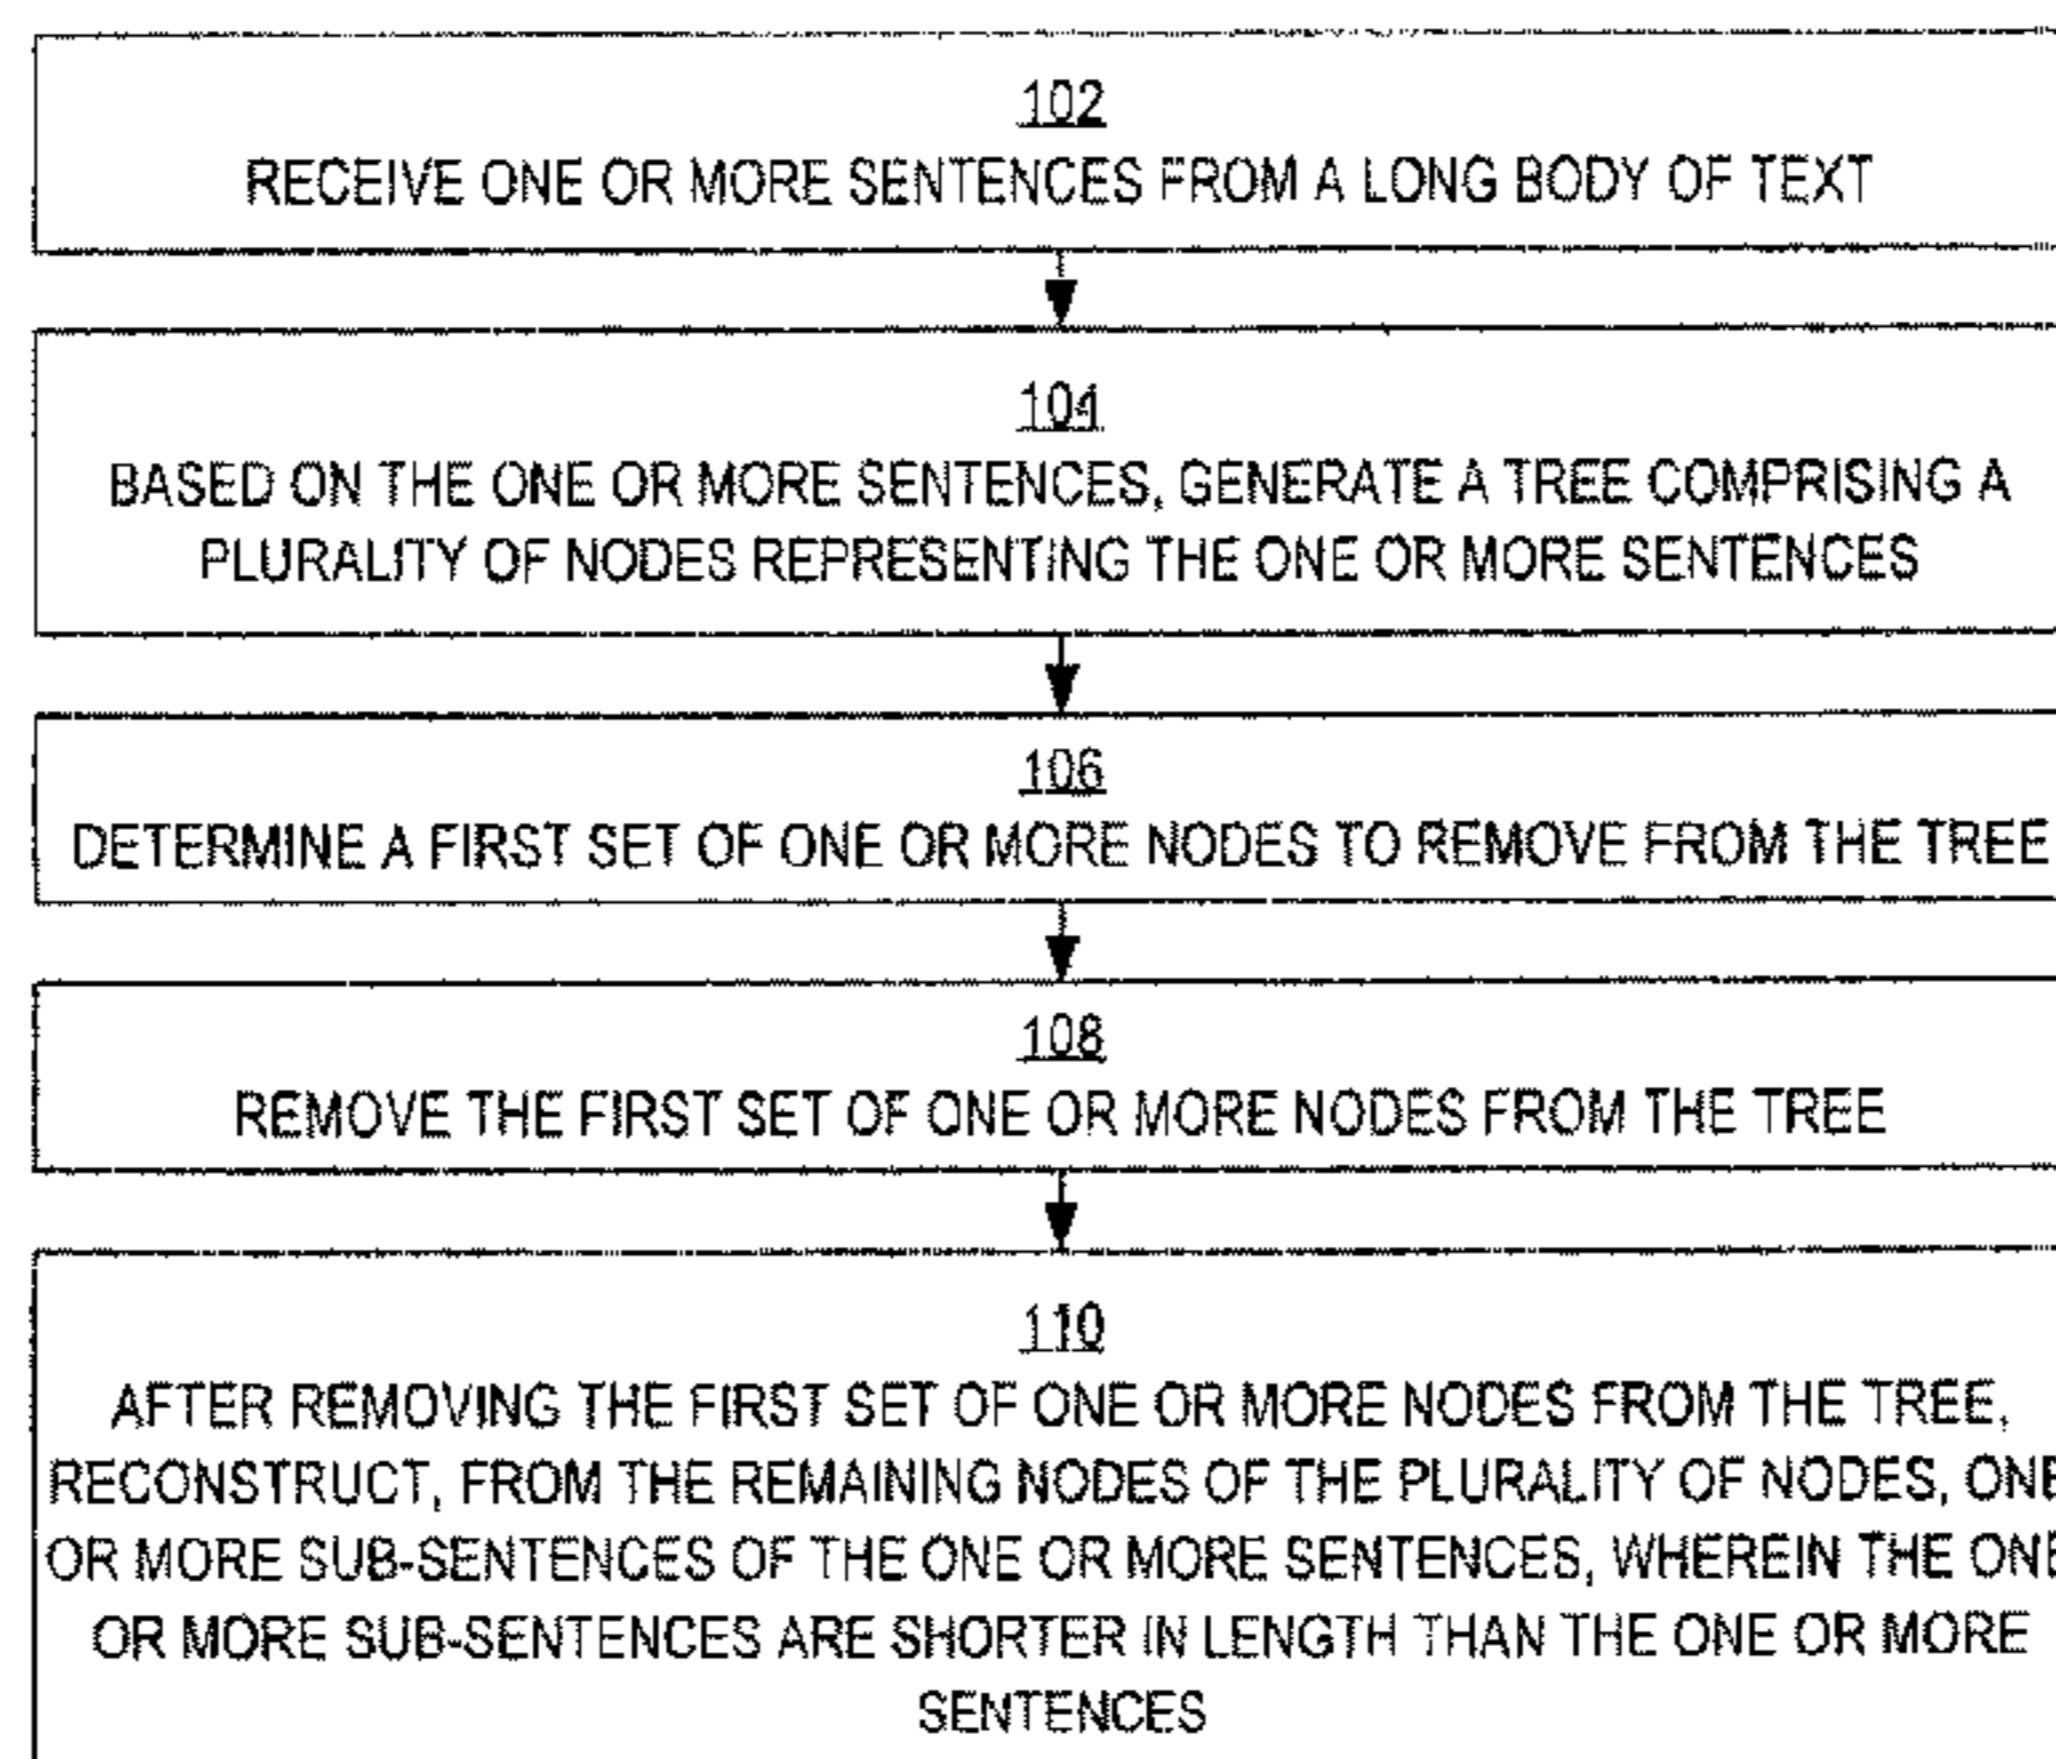 102
RECEIVE ONE OR MORE SENTENCES FROM A LONG BODY OF TEXT
104
BASED ON THE ONE OR MORE SENTENCES, GENERATE A TREE COMPRISING A
PLURALITY OF NODES REPRESENTING THE ONE OR MORE SENTENCES
106
DETERMINE A FIRST SET OF ONE OR MORE NODES TO REMOVE FROM THE TREE
108
REMOVE THE FIRST SET OF ONE OR MORE NODES FROM THE TREE
110
AFTER REMOVING THE FIRST SET OF ONE OR MORE NODES FROM THE TREE,
RECONSTRUCT, FROM THE REMAINING NODES OF THE PLURALITY OF NODES, ONE
OR MORE SUB-SENTENCES OF THE ONE OR MORE SENTENCES, WHEREIN THE ONE
OR MORE SUB-SENTENCES ARE SHORTER IN LENGTH THAN THE ONE OR MORE
SENTENCES